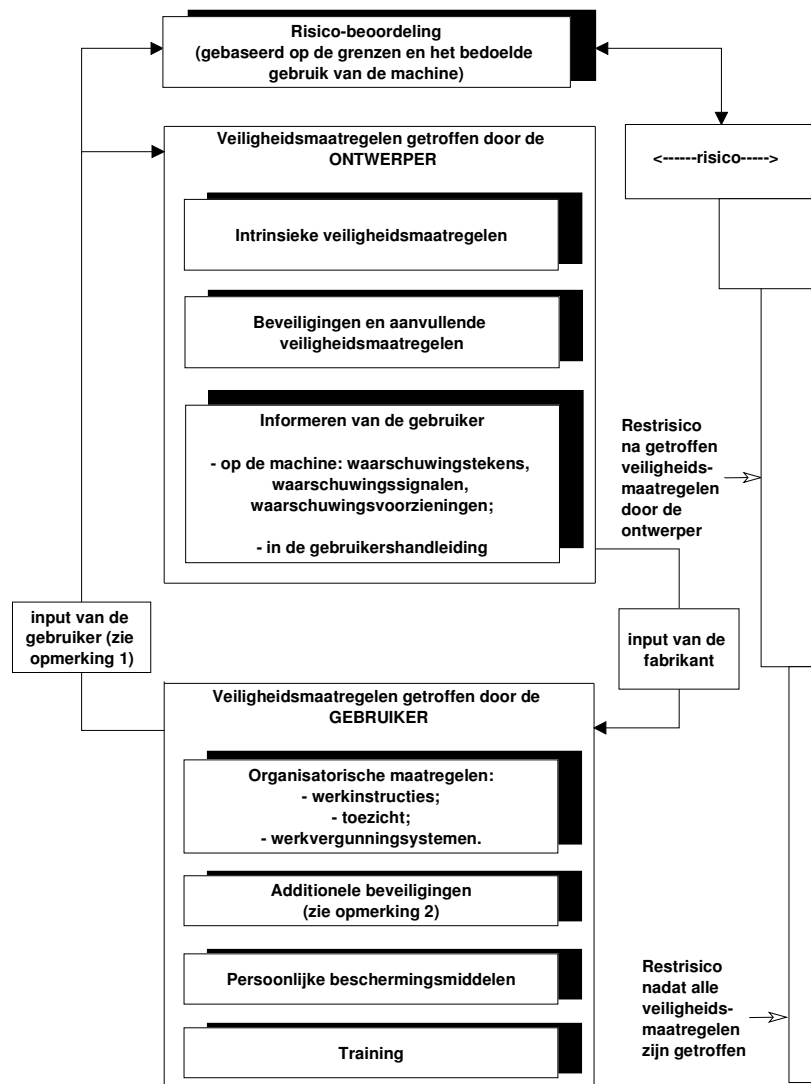 Risico-beoordeling
(gebaseerd op de grenzen en het bedoelde
gebruik van de machine)
Veiligheidsmaatregelen getroffen door de
ONTWERPER
<------risico----->
Intrinsieke veiligheidsmaatregelen
Beveiligingen en aanvullende
veiligheidsmaatregelen
Informeren van de gebruiker
- op de machine: waarschuwingstekens,
waarschuwingssignalen,
waarschuwingsvoorzieningen;
- in de gebruikershandleiding
Restrisico
na getroffen
veiligheids-
maatregelen
door de
ontwerper
input van de
gebruiker (zie
opmerking 1)
input van de
fabrikant
Veiligheidsmaatregelen getroffen door de
GEBRUIKER
Organisatorische maatregelen:
- werkinstructies;
- toezicht;
- werkvergunningsystemen.
Additionele beveiligingen
(zie opmerking 2)
Persoonlijke beschermingsmiddelen
Training
Restrisico
nadat alle
veiligheids-
maatregelen
zijn getroffen